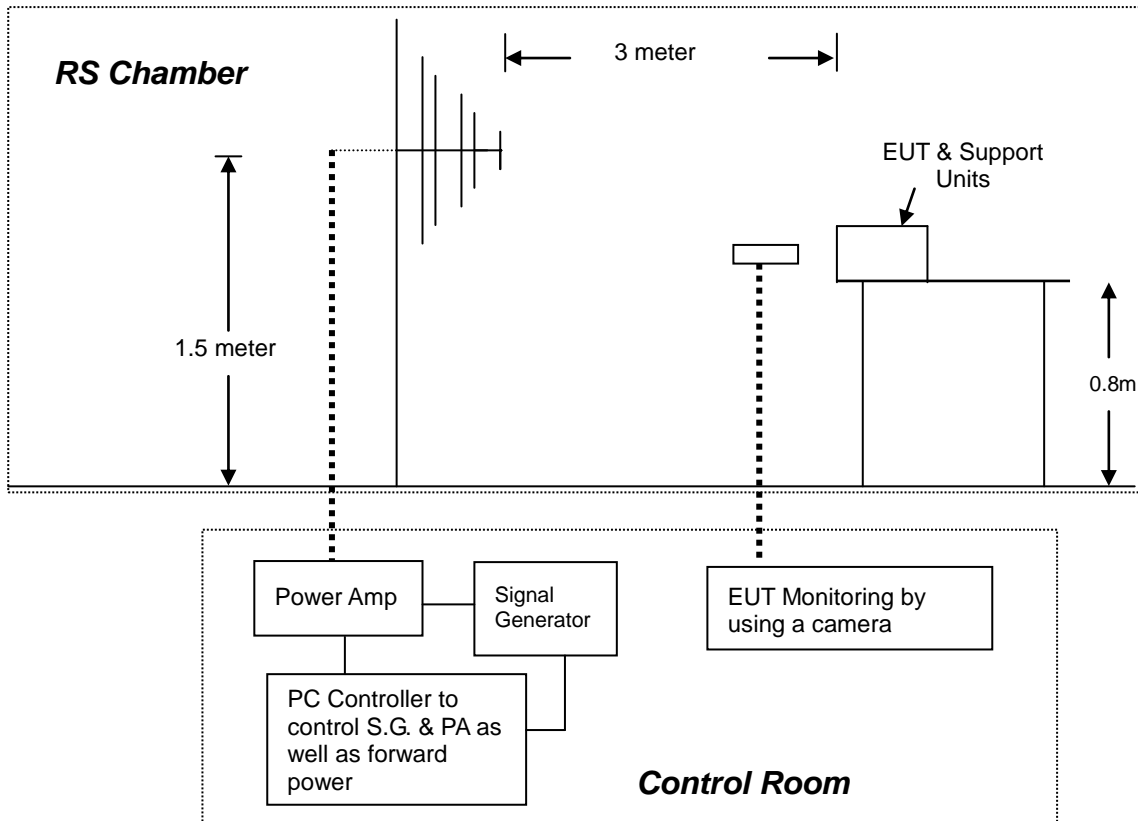 3 meter
RS Chamber
EUT & Support
Units
1.5 meter
0.8m
Power Amp
Signal
Generator
EUT Monitoring by
using a camera
PC Controller to
control S.G. & PA as
well as forward
power
Control Room